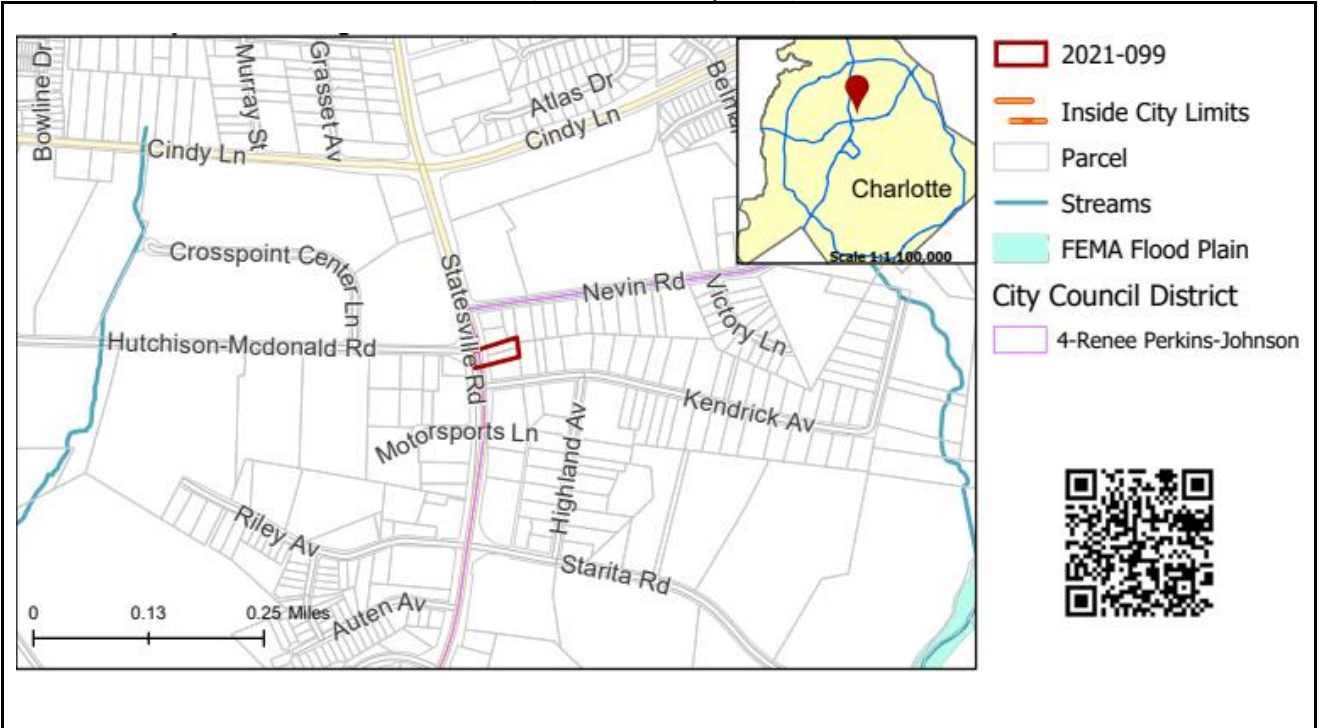 Bowline Dr
Murray St
Grasset Av
Atlas Dr
Cindy Ln
Cindy Ln
Crosspoint Center Ln
Statesville Rd
Nevin Rd
Victory Ln
Hutchison-Mcdonald Rd
Kendrick Av
Motorsports Ln
Highland Av
Riley Av
Starita Rd
Auten Av
0 0.13 0.25 Miles
Charlotte
Scale 1:1,100,000
2021-099
Inside City Limits
Parcel
Streams
FEMA Flood Plain
City Council District
4-Renee Perkins-Johnson